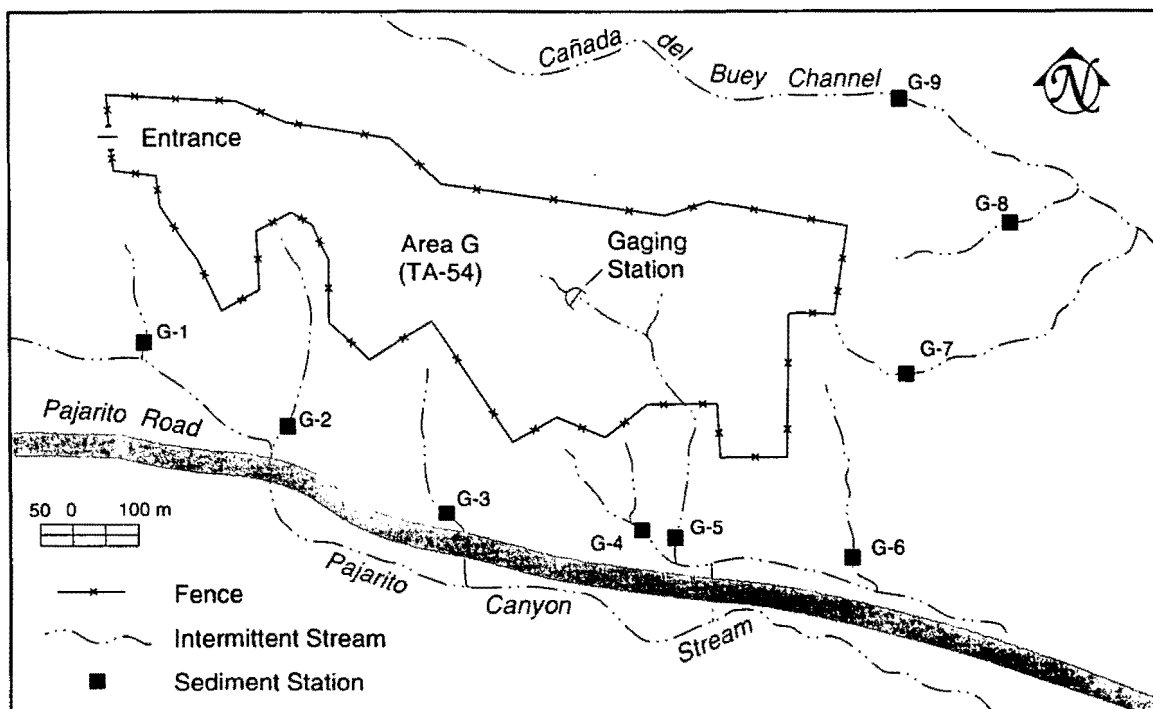 Cañada del
Buey Channel
N
G-9
Entrance
G-8
Area G
(TA-54)
Gaging
Station
G-1
G-7
Pajarito Road
G-2
G-3
G-4
G-5
G-6
50 0 100 m
Pajarito
Canyon
Stream
Fence
Intermittent Stream
Sediment Station